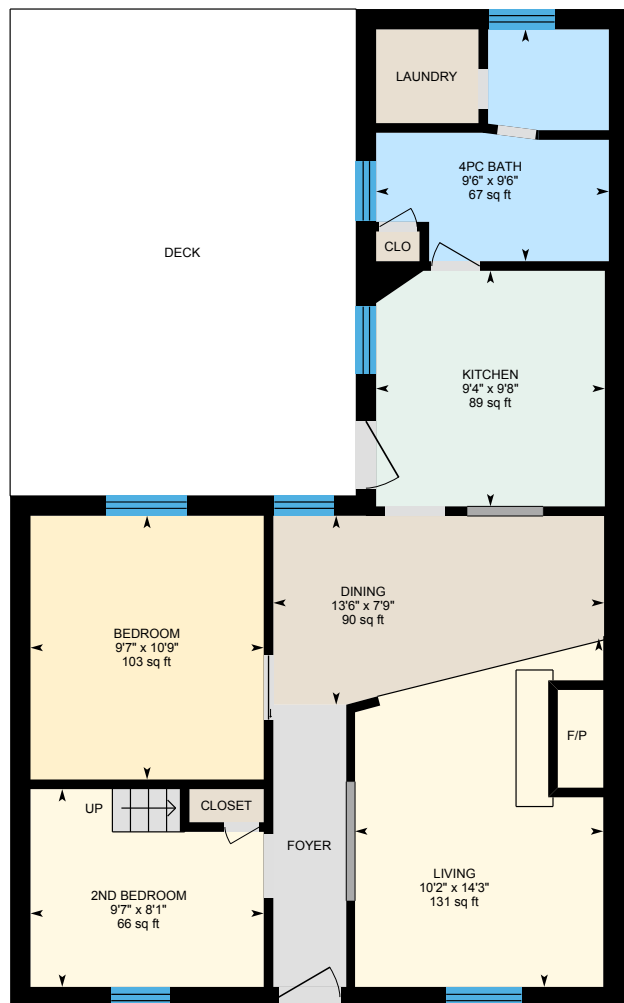 LAUNDRY
4PC BATH
9'6" x 9'6"
67 sq ft
DECK
CLO
KITCHEN
9'4" x 9'8"
89 sq ft
DINING
13'6" x 7'9"
90 sq ft
BEDROOM
9'7" x 10'9"
103 sq ft
F/P
UP
CLOSET
FOYER
LIVING
10'2" x 14'3"
131 sq ft
2ND BEDROOM
9'7" x 8'1"
66 sq ft